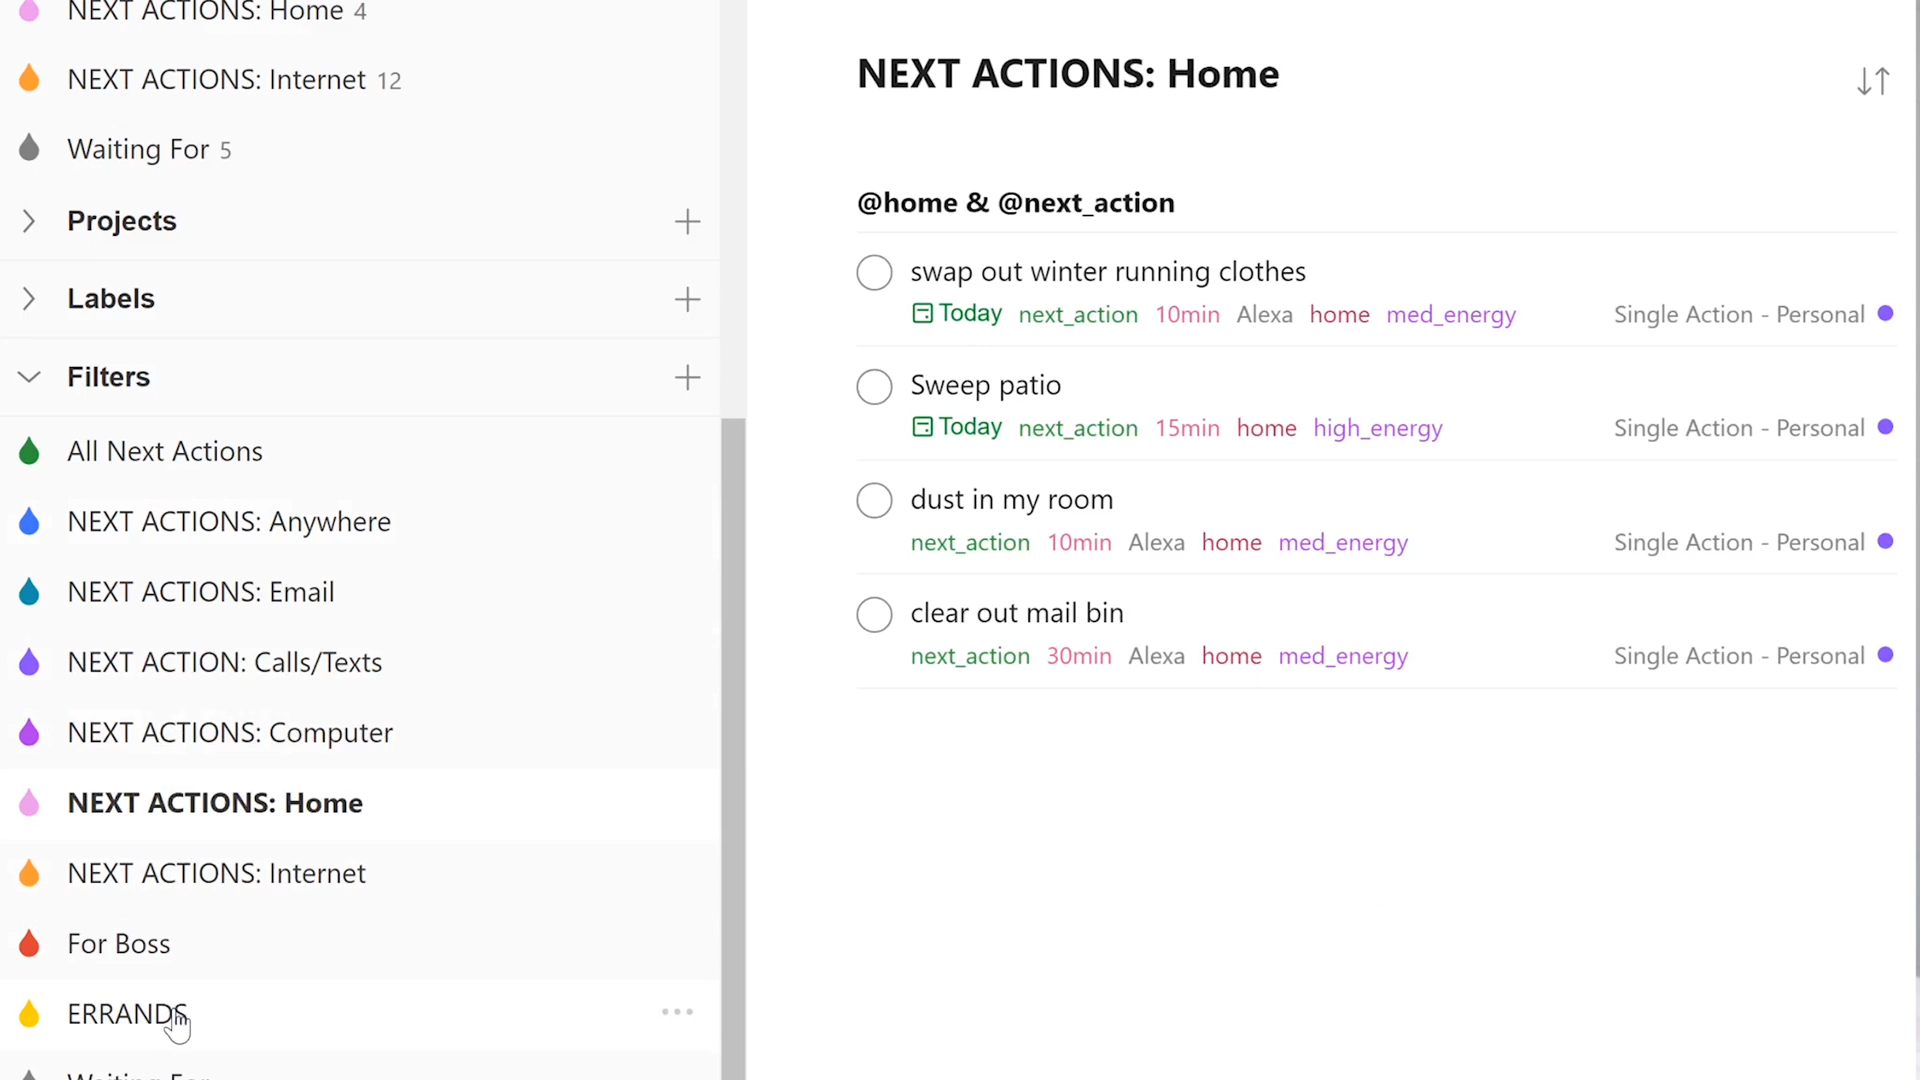 NEXT ACTIONS: Home 4
NEXT ACTIONS: Internet 12
Waiting For 5
Projects
Labels
Filters
All Next Actions
NEXT ACTIONS: Anywhere
NEXT ACTIONS: Email
NEXT ACTION: Calls/Texts
NEXT ACTIONS: Computer
NEXT ACTIONS: Home
NEXT ACTIONS: Internet
For Boss
ERRANDS
Waiting For
NEXT ACTIONS: Home
@home & @next_action
swap out winter running clothes
Today next_action 10min Alexa home med_energy Single Action - Personal
Sweep patio
Today next_action 15min home high_energy Single Action - Personal
dust in my room
next_action 10min Alexa home med_energy Single Action - Personal
clear out mail bin
next_action 30min Alexa home med_energy Single Action - Personal